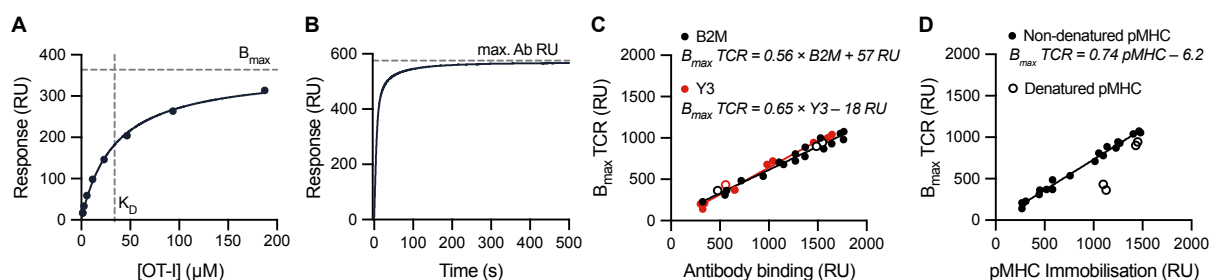 A
Response (RU)
400
300
200
100
0
B_max
K_D
0 50 100 150 200
[OT-I] (µM)
B
Response (RU)
600
400
200
0
max. Ab RU
0 100 200 300 400 500
Time (s)
C
B2M
B_max TCR = 0.56 × B2M + 57 RU
Y3
B_max TCR = 0.65 × Y3 – 18 RU
B_max TCR (RU)
2000
1500
1000
500
0
0 500 1000 1500 2000
Antibody binding (RU)
D
Non-denatured pMHC
B_max TCR = 0.74 pMHC – 6.2
Denatured pMHC
B_max TCR (RU)
2000
1500
1000
500
0
0 500 1000 1500 2000
pMHC Immobilisation (RU)